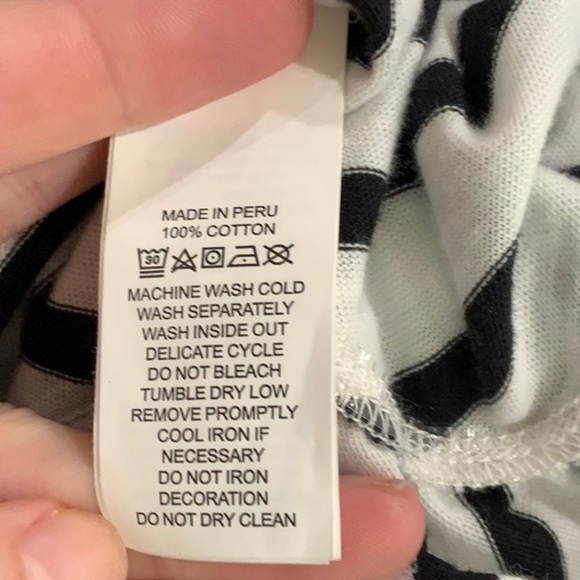 MADE IN PERU
100% COTTON
30
MACHINE WASH COLD
WASH SEPARATELY
WASH INSIDE OUT
DELICATE CYCLE
DO NOT BLEACH
TUMBLE DRY LOW
REMOVE PROMPTLY
COOL IRON IF
NECESSARY
DO NOT IRON
DECORATION
DO NOT DRY CLEAN